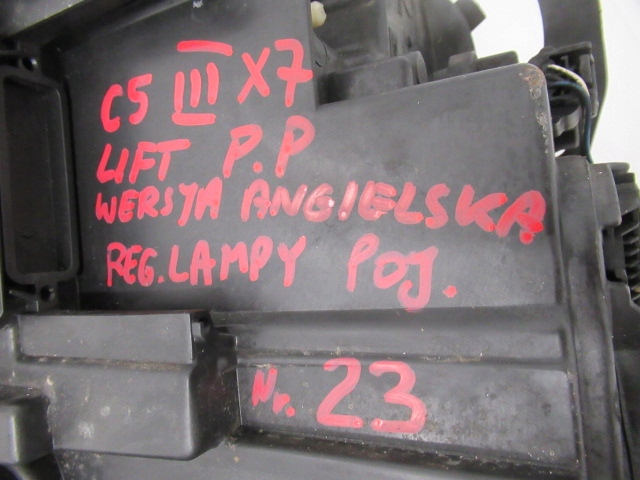 C5 III X7
LIFT P.P
WERSJA ANGIELSKA
REG. LAMPY POJ.
Nr. 23